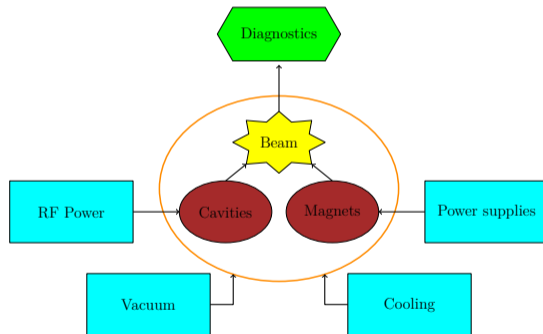 Diagnostics
Beam
RF Power
Cavities
Magnets
Power supplies
Vacuum
Cooling